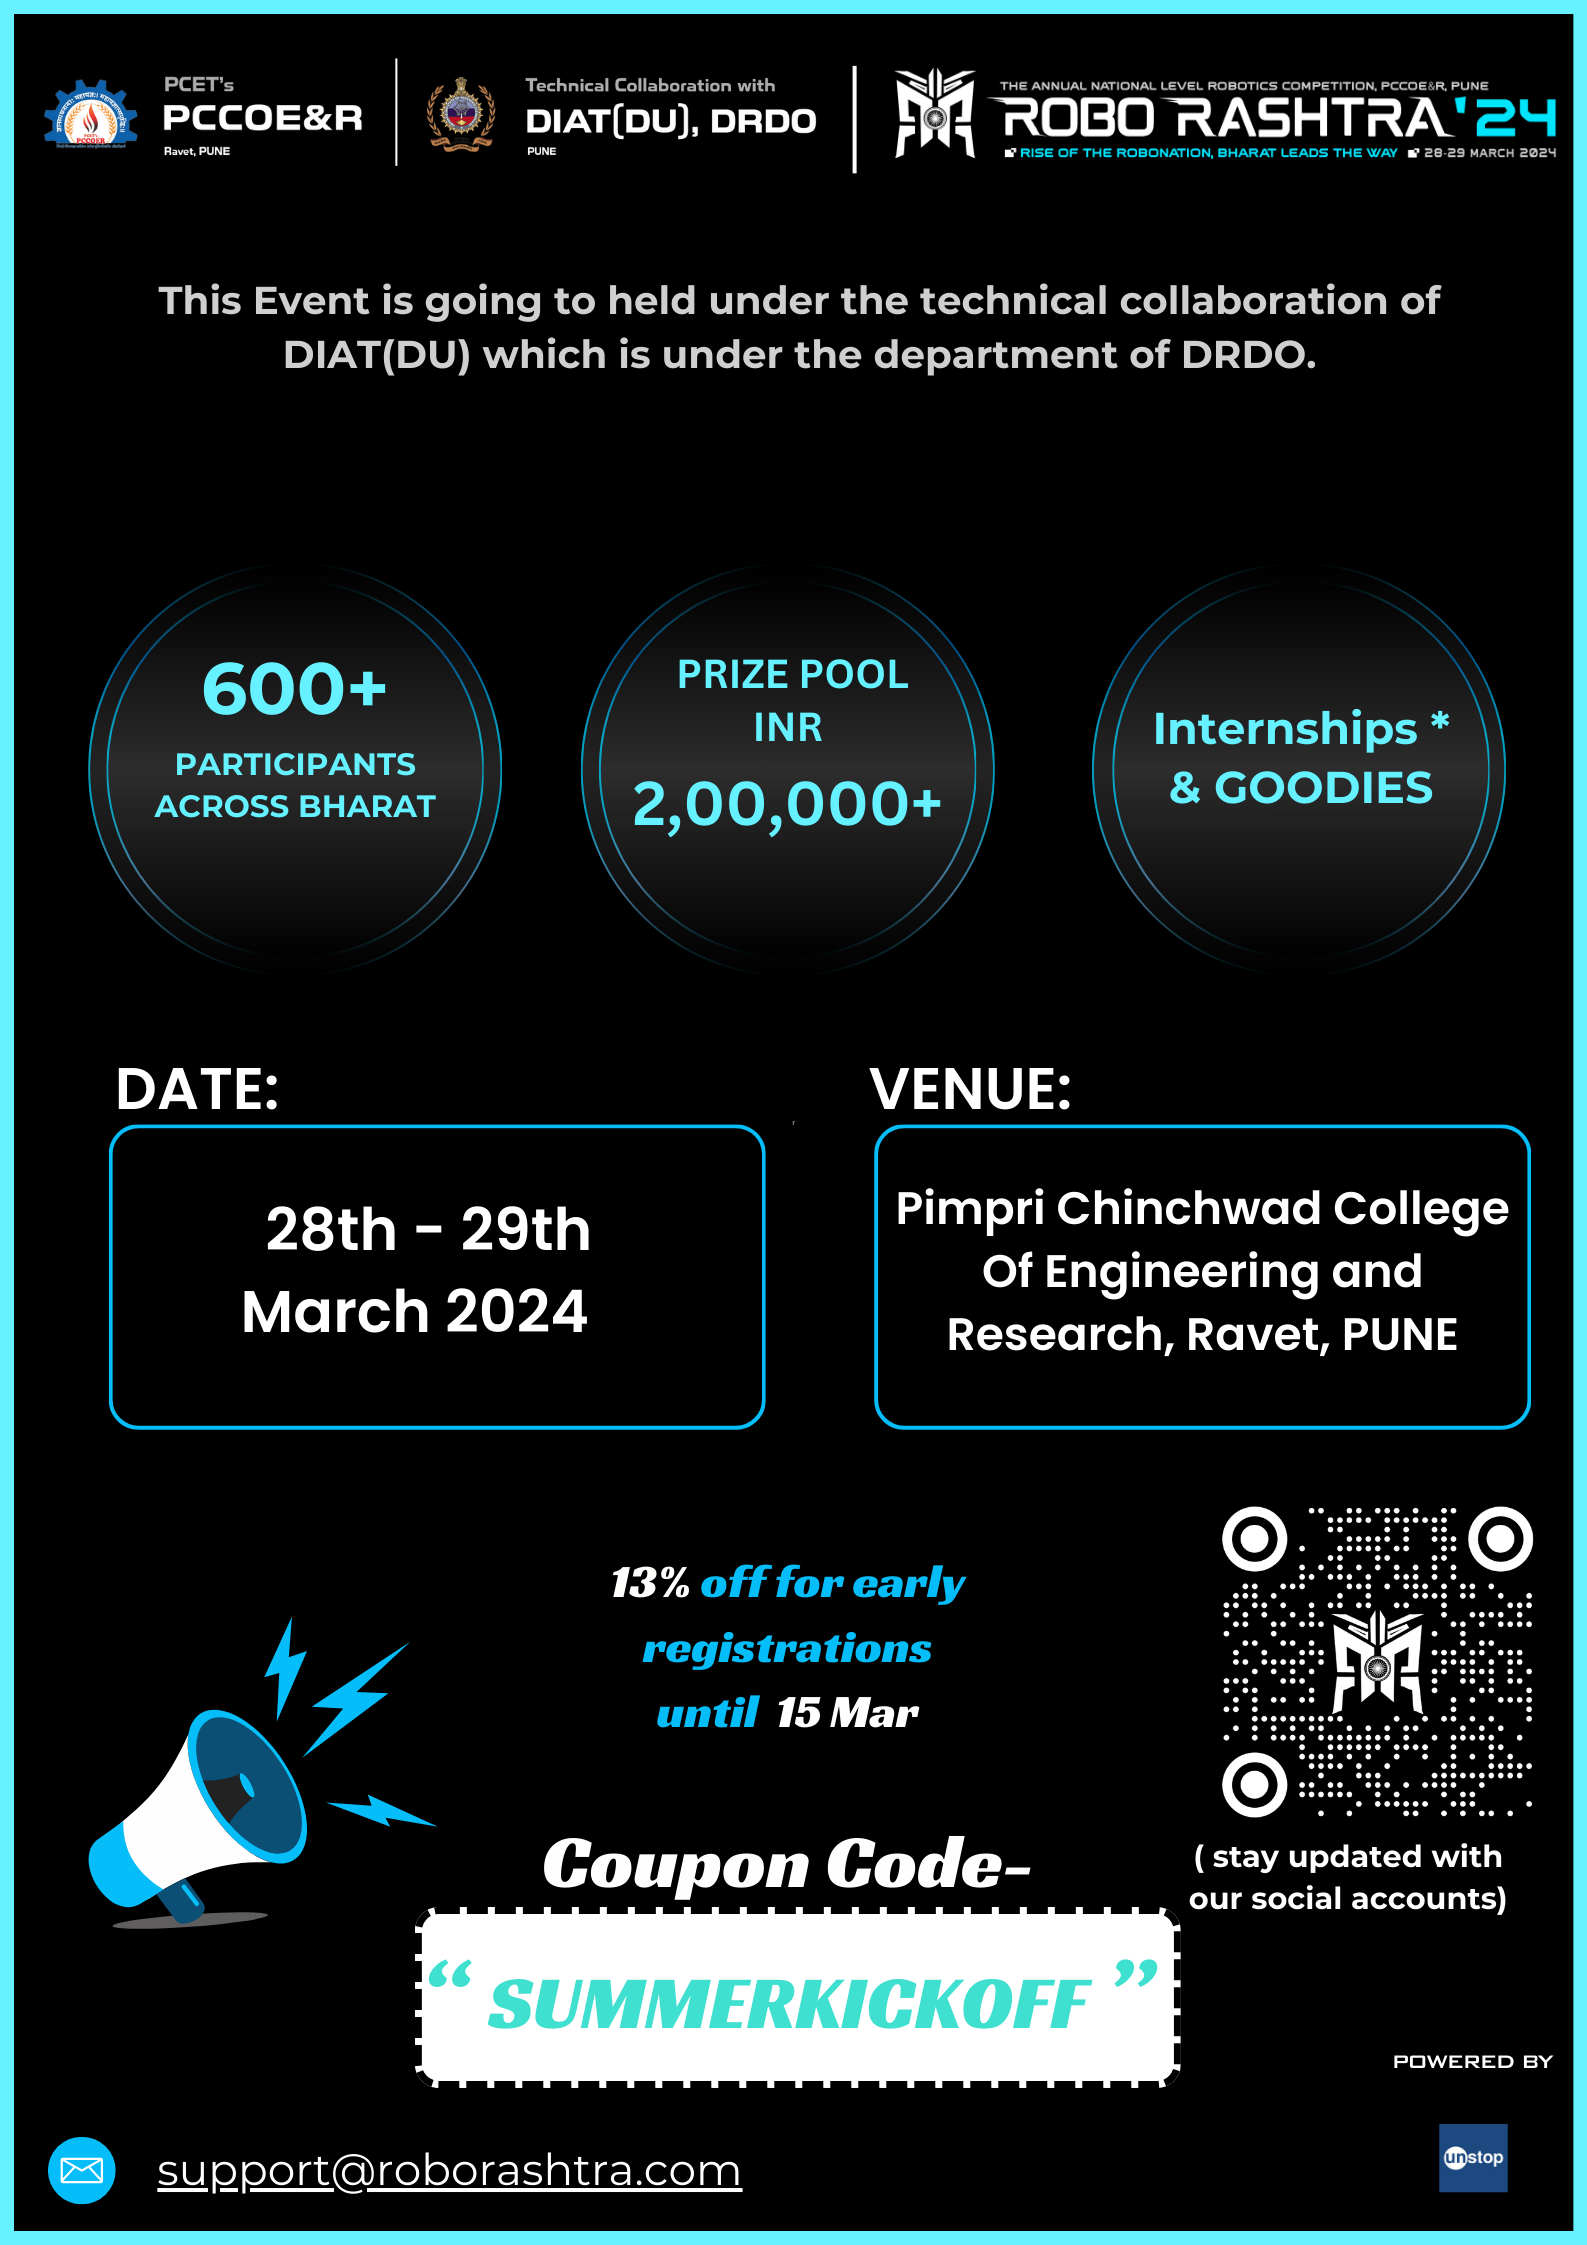 PCET's
PCCOE&R
Ravet, PUNE
Technical Collaboration with
DIAT(DU), DRDO
PUNE
THE ANNUAL NATIONAL LEVEL ROBOTICS COMPETITION, PCCOE&R, PUNE
ROBO RASHTRA'24
RISE OF THE ROBONATION, BHARAT LEADS THE WAY 28-29 MARCH 2024
This Event is going to held under the technical collaboration of
DIAT(DU) which is under the department of DRDO.
600+
PARTICIPANTS
ACROSS BHARAT
PRIZE POOL
INR
2,00,000+
Internships *
& GOODIES
DATE:
28th - 29th
March 2024
VENUE:
Pimpri Chinchwad College
Of Engineering and
Research, Ravet, PUNE
13% off for early
registrations
until 15 Mar
Coupon Code-
“ SUMMERKICKOFF ”
( stay updated with
our social accounts)
POWERED BY
unstop
support@roborashtra.com